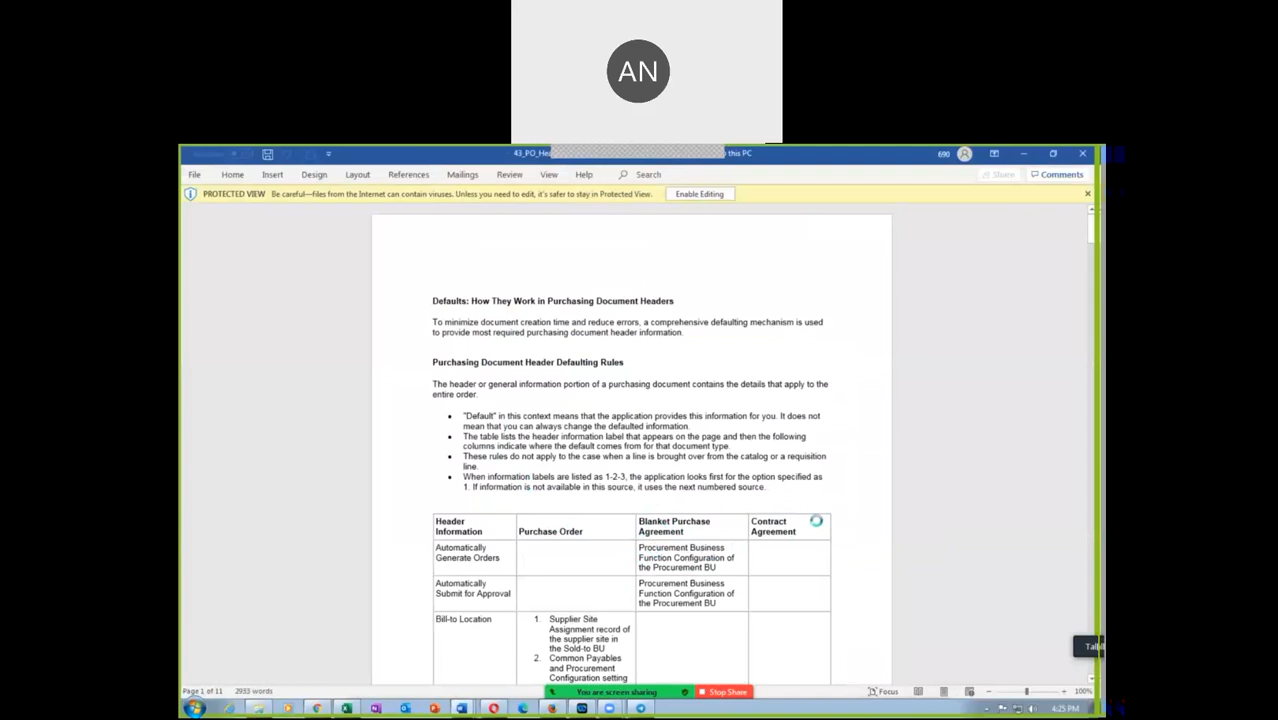 AN
43_PO_Hea
this PC
690
File Home Insert Design Layout References Mailings Review View Help Search
Share Comments
PROTECTED VIEW Be careful—files from the Internet can contain viruses. Unless you need to edit, it's safer to stay in Protected View. Enable Editing
Defaults: How They Work in Purchasing Document Headers
To minimize document creation time and reduce errors, a comprehensive defaulting mechanism is used
to provide most required purchasing document header information.
Purchasing Document Header Defaulting Rules
The header or general information portion of a purchasing document contains the details that apply to the
entire order.
• "Default" in this context means that the application provides this information for you. It does not
mean that you can always change the defaulted information.
• The table lists the header information label that appears on the page and then the following
columns indicate where the default comes from for that document type.
• These rules do not apply to the case when a line is brought over from the catalog or a requisition
line.
• When information labels are listed as 1-2-3, the application looks first for the option specified as
1. If information is not available in this source, it uses the next numbered source.
Header
Information
Purchase Order
Blanket Purchase
Agreement
Contract
Agreement
Automatically
Generate Orders
Procurement Business
Function Configuration of
the Procurement BU
Automatically
Submit for Approval
Procurement Business
Function Configuration of
the Procurement BU
Bill-to Location
1. Supplier Site
Assignment record of
the supplier site in
the Sold-to BU
2. Common Payables
and Procurement
Configuration setting
Page 1 of 11 2933 words
You are screen sharing Stop Share
Focus
100%
4:25 PM